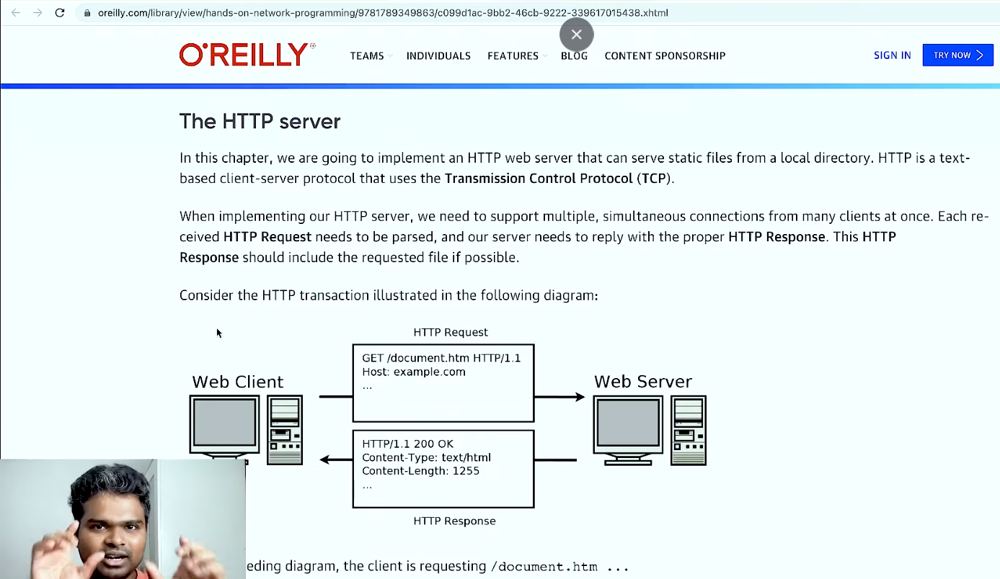 oreilly.com/library/view/hands-on-network-programming/9781789349863/c099d1ac-9bb2-46cb-9222-339617015438.xhtml
O'REILLY®
TEAMS INDIVIDUALS FEATURES BLOG CONTENT SPONSORSHIP
SIGN IN TRY NOW
The HTTP server
In this chapter, we are going to implement an HTTP web server that can serve static files from a local directory. HTTP is a text-
based client-server protocol that uses the Transmission Control Protocol (TCP).
When implementing our HTTP server, we need to support multiple, simultaneous connections from many clients at once. Each re-
ceived HTTP Request needs to be parsed, and our server needs to reply with the proper HTTP Response. This HTTP
Response should include the requested file if possible.
Consider the HTTP transaction illustrated in the following diagram:
HTTP Request
GET /document.htm HTTP/1.1
Host: example.com
...
Web Client
Web Server
HTTP/1.1 200 OK
Content-Type: text/html
Content-Length: 1255
...
HTTP Response
eding diagram, the client is requesting /document.htm ...